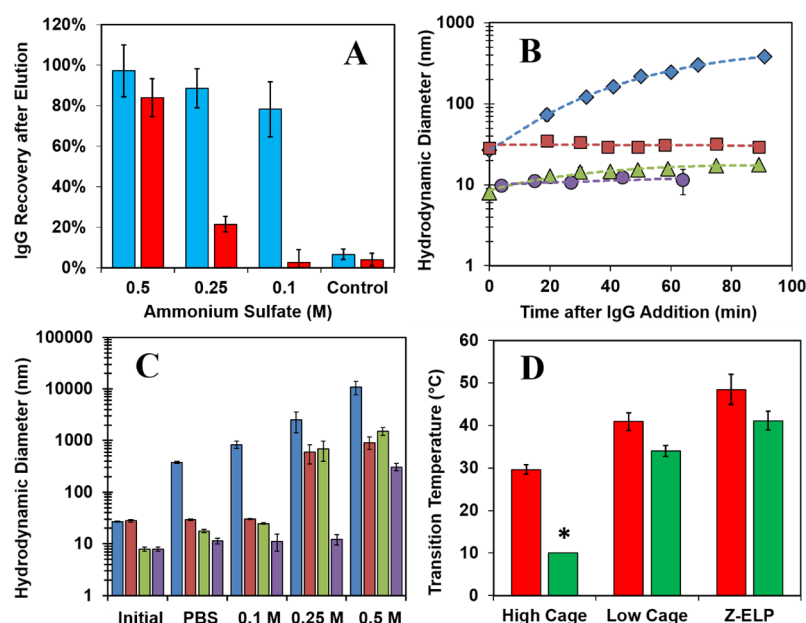 A
IgG Recovery after Elution
120%
100%
80%
60%
40%
20%
0%
0.5 0.25 0.1 Control
Ammonium Sulfate (M)
B
Hydrodynamic Diameter (nm)
1000
100
10
1
0 20 40 60 80 100
Time after IgG Addition (min)
C
Hydrodynamic Diameter (nm)
100000
10000
1000
100
10
1
Initial PBS 0.1 M 0.25 M 0.5 M
D
Transition Temperature (°C)
60
50
40
30
20
10
0
*
High Cage Low Cage Z-ELP